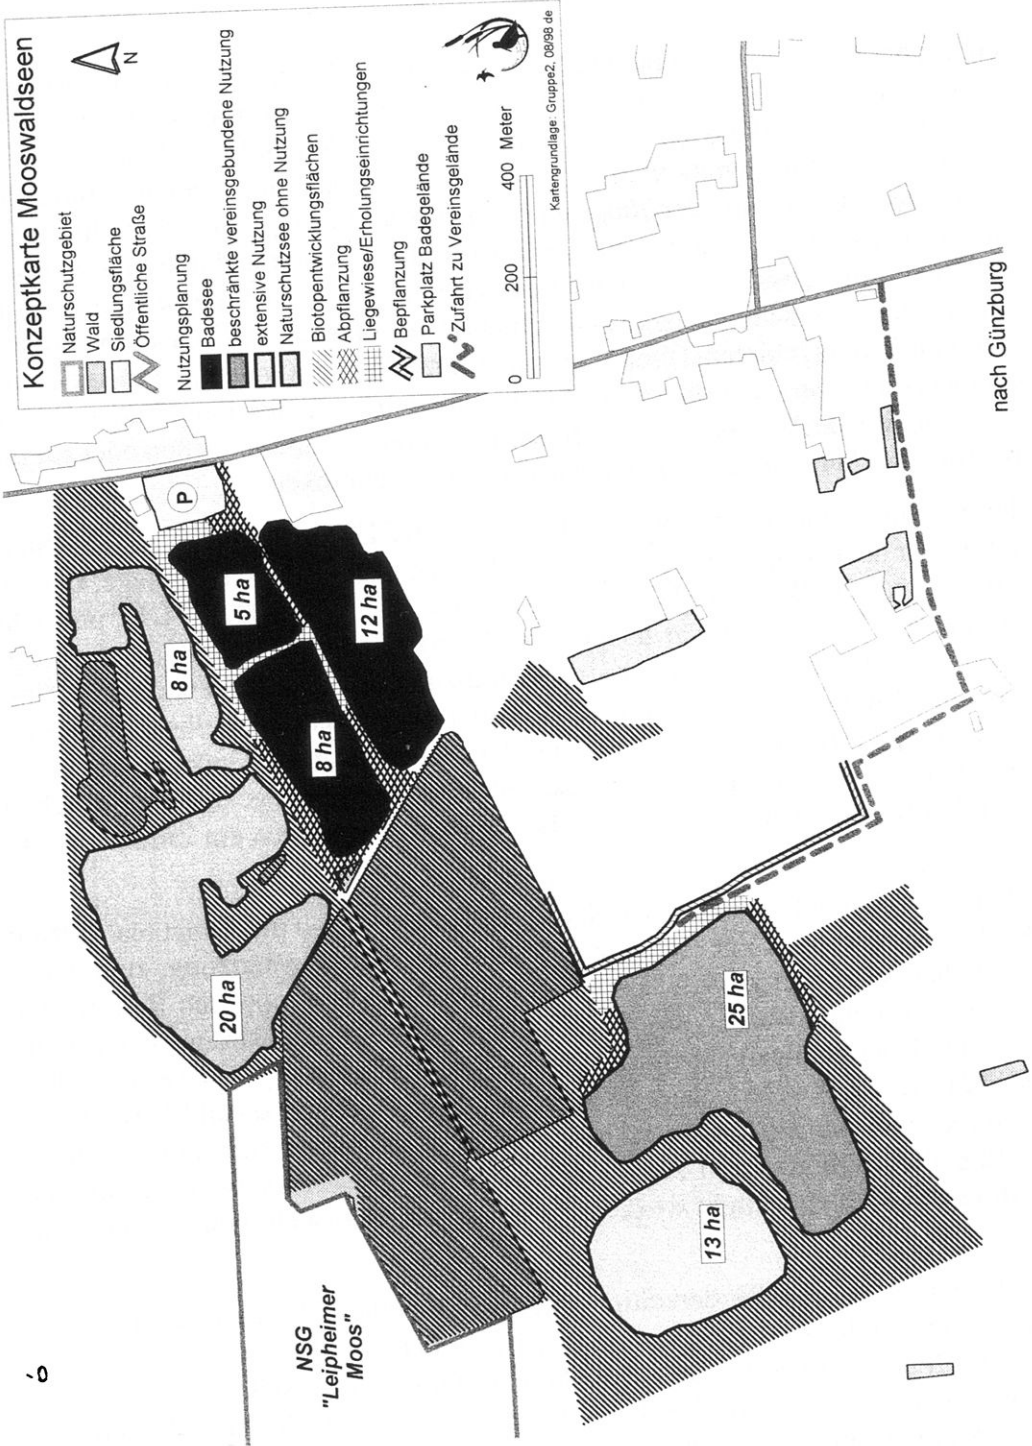 Konzeptkarte Mooswaldseen
N
Naturschutzgebiet
Wald
Siedlungsfläche
Öffentliche Straße
Nutzungsplanung
Badesee
beschränkte vereinsgebundene Nutzung
extensive Nutzung
Naturschutzsee ohne Nutzung
Biotopentwicklungsflächen
Abpflanzung
Liegewiese/Erholungseinrichtungen
Bepflanzung
Parkplatz Badegelände
Zufahrt zu Vereinsgelände
0 200 400 Meter
Kartengrundlage: Gruppe2, 08/98 de
P
5 ha
12 ha
8 ha
8 ha
20 ha
25 ha
13 ha
NSG
"Leipheimer
Moos"
nach Günzburg